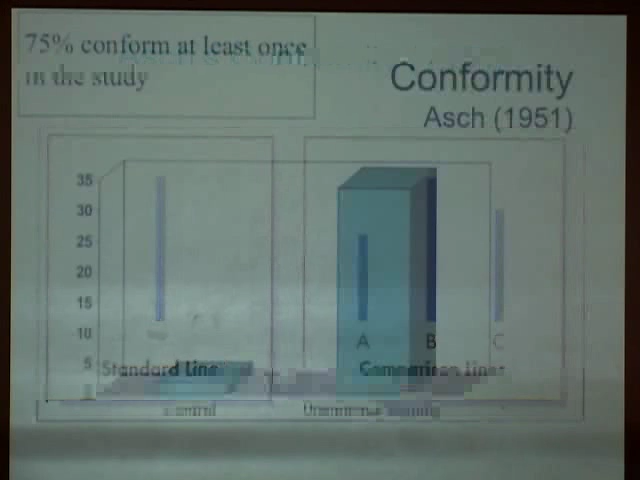 75% conform at least once
in the study
Conformity
Asch (1951)
35
30
25
20
15
10
5
A B C
Standard Line
Comparison lines
control